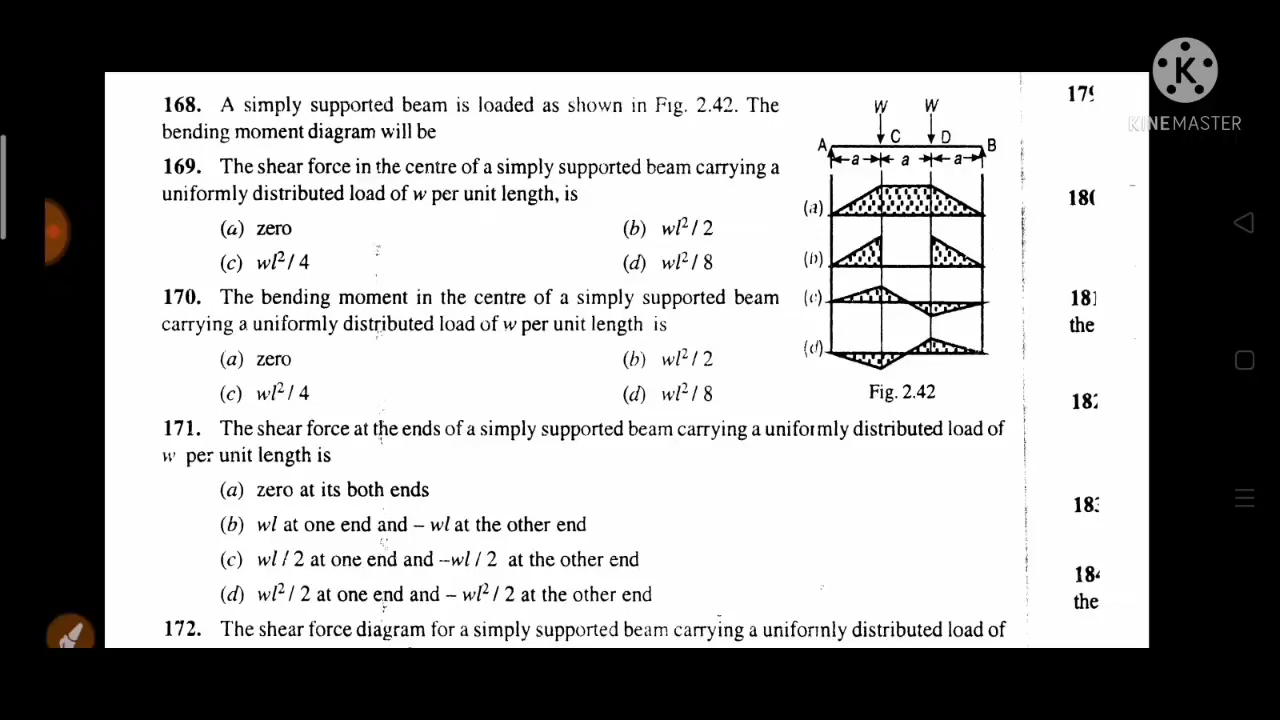 168. A simply supported beam is loaded as shown in Fig. 2.42. The
bending moment diagram will be
169. The shear force in the centre of a simply supported beam carrying a
uniformly distributed load of w per unit length, is
(a) zero
(b) wl² / 2
(c) wl² / 4
(d) wl² / 8
170. The bending moment in the centre of a simply supported beam
carrying a uniformly distributed load of w per unit length is
(a) zero
(b) wl² / 2
(c) wl² / 4
(d) wl² / 8
W W
A C D B
a a a
(a)
(b)
(c)
(d)
Fig. 2.42
171. The shear force at the ends of a simply supported beam carrying a uniformly distributed load of
w per unit length is
(a) zero at its both ends
(b) wl at one end and – wl at the other end
(c) wl / 2 at one end and –wl / 2 at the other end
(d) wl² / 2 at one end and – wl² / 2 at the other end
172. The shear force diagram for a simply supported beam carrying a uniformly distributed load of
the
the
K
KINEMASTER